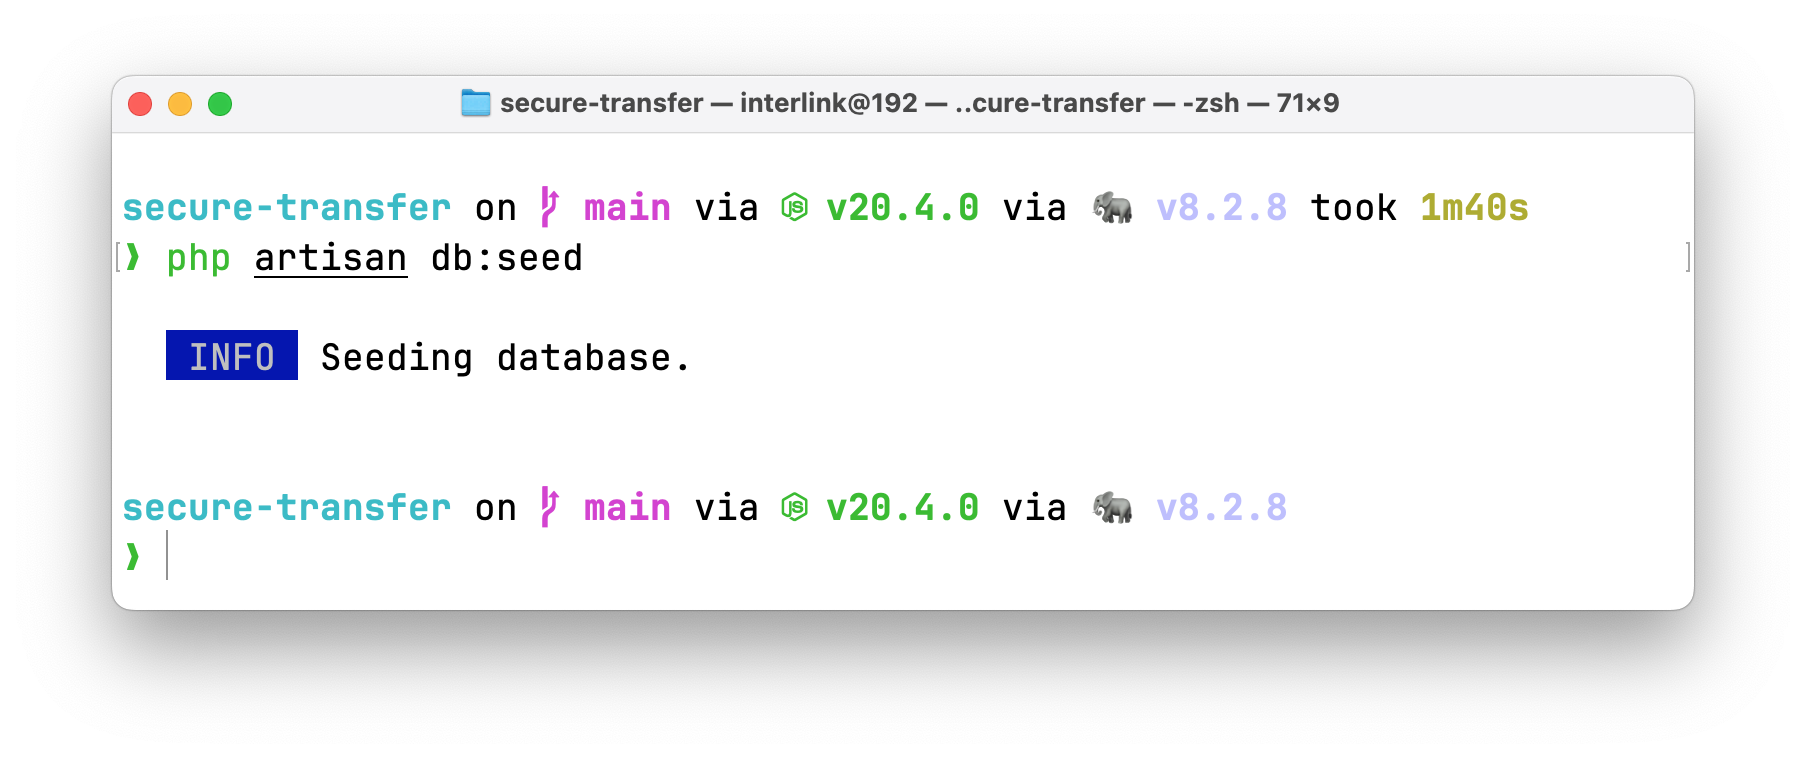 secure-transfer — interlink@192 — ..cure-transfer — -zsh — 71×9
secure-transfer on main via JS v20.4.0 via 🐘 v8.2.8 took 1m40s
[❯ php artisan db:seed ]
INFO Seeding database.
secure-transfer on main via JS v20.4.0 via 🐘 v8.2.8
❯